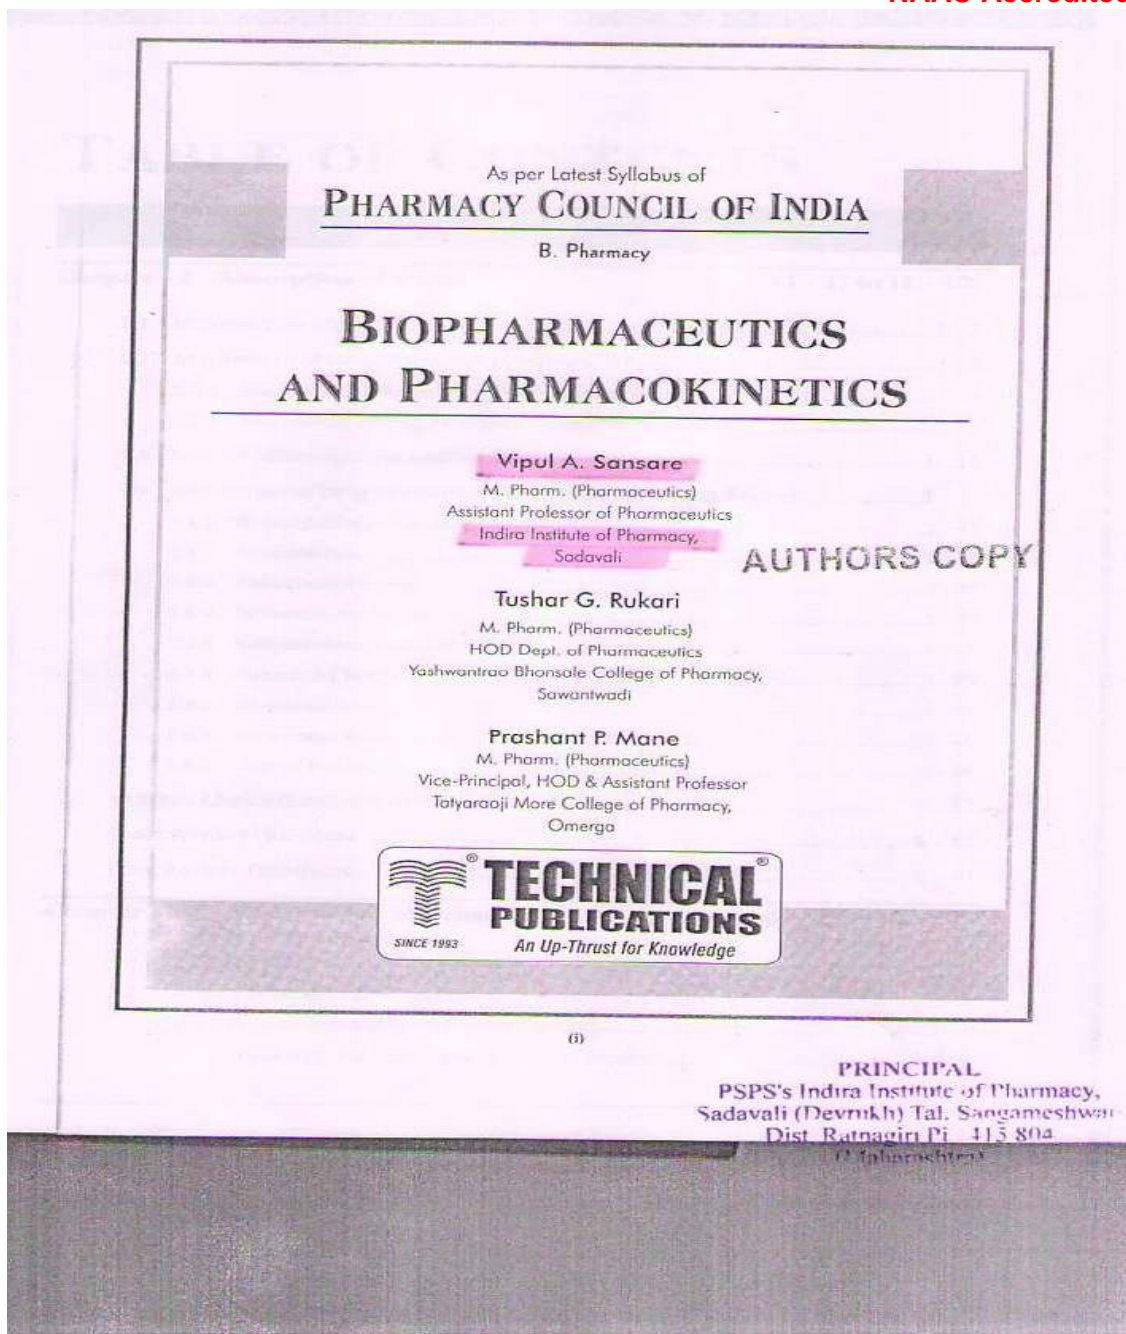 As per Latest Syllabus of
PHARMACY COUNCIL OF INDIA
B. Pharmacy
BIOPHARMACEUTICS
AND PHARMACOKINETICS
Vipul A. Sansare
M. Pharm. (Pharmaceutics)
Assistant Professor of Pharmaceutics
Indira Institute of Pharmacy,
Sadavali
AUTHORS COPY
Tushar G. Rukari
M. Pharm. (Pharmaceutics)
HOD Dept. of Pharmaceutics
Yashwantrao Bhonsale College of Pharmacy,
Sawantwadi
Prashant P. Mane
M. Pharm. (Pharmaceutics)
Vice-Principal, HOD & Assistant Professor
Tatyaraoji More College of Pharmacy,
Omerga
® TECHNICAL ®
PUBLICATIONS
SINCE 1993 An Up-Thrust for Knowledge
(i)
PRINCIPAL
PSPS's Indira Institute of Pharmacy,
Sadavali (Devrukh) Tal. Sangameshwar
Dist Ratnagiri Pi 415 804
(Maharashtra)